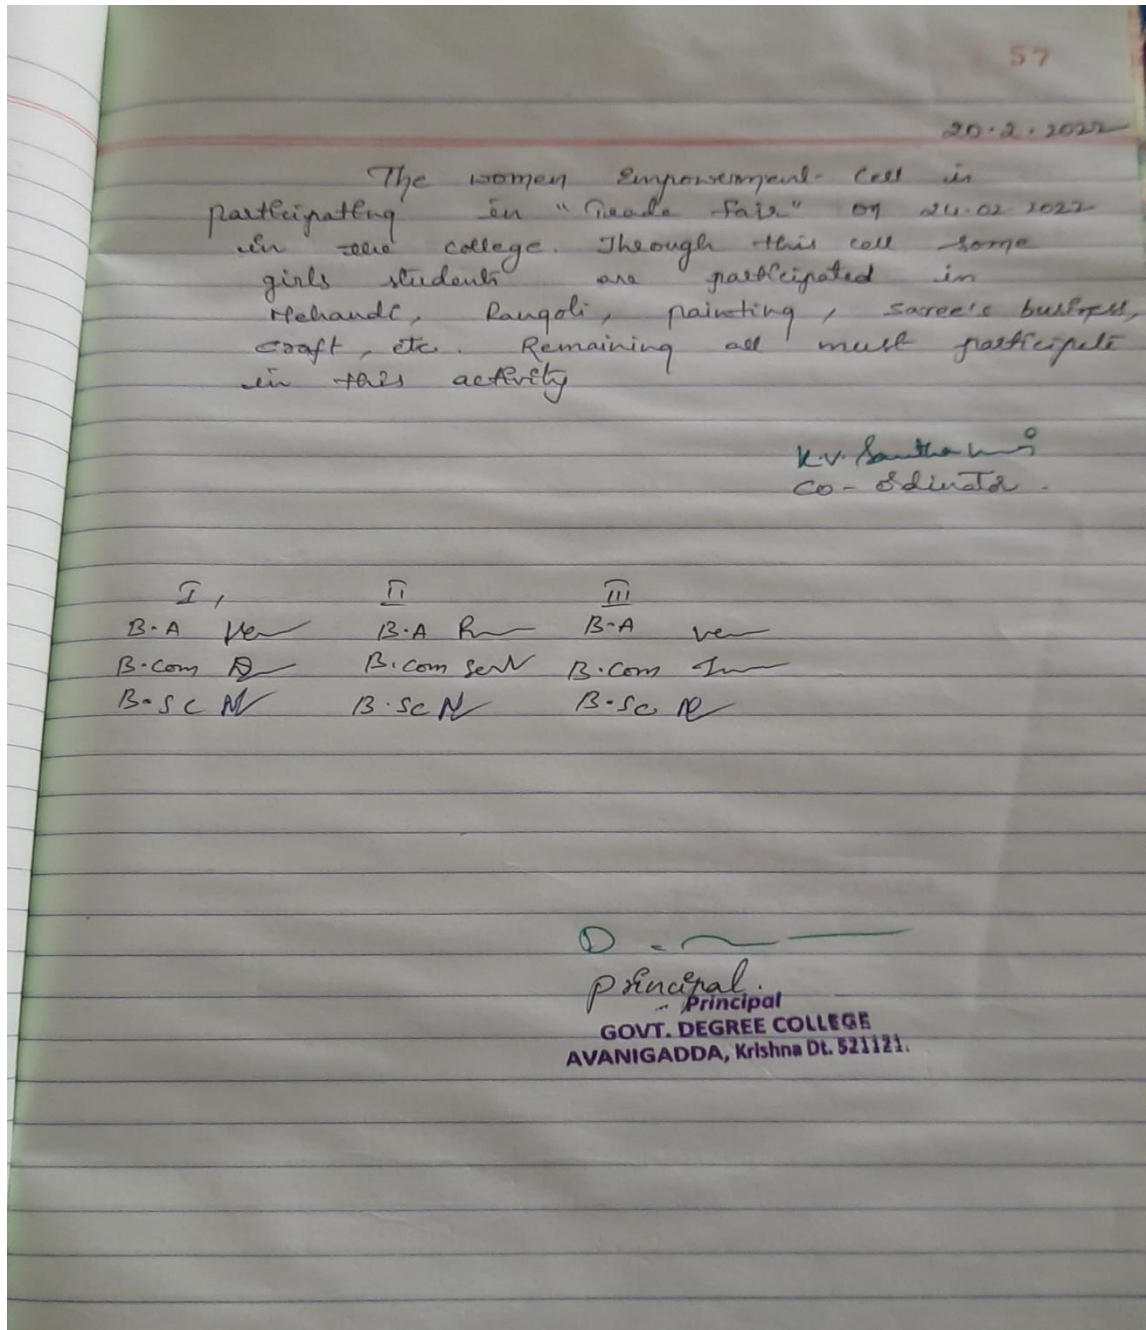 57
20.2.2022
The women Empowerment Cell is
participating in "Trade fair" on 24.02.2022
in the college. Through this cell some
girls students are participated in
Mehandi, Rangoli, painting, saree's business,
craft, etc. Remaining all must participate
in this activity
K.V.
Co-ordinator.
I, II III
B.A B.A B.A
B.com B.com B.com
B.sc B.sc B.sc
Principal.
Principal
GOVT. DEGREE COLLEGE
AVANIGADDA, Krishna Dt. 521121.